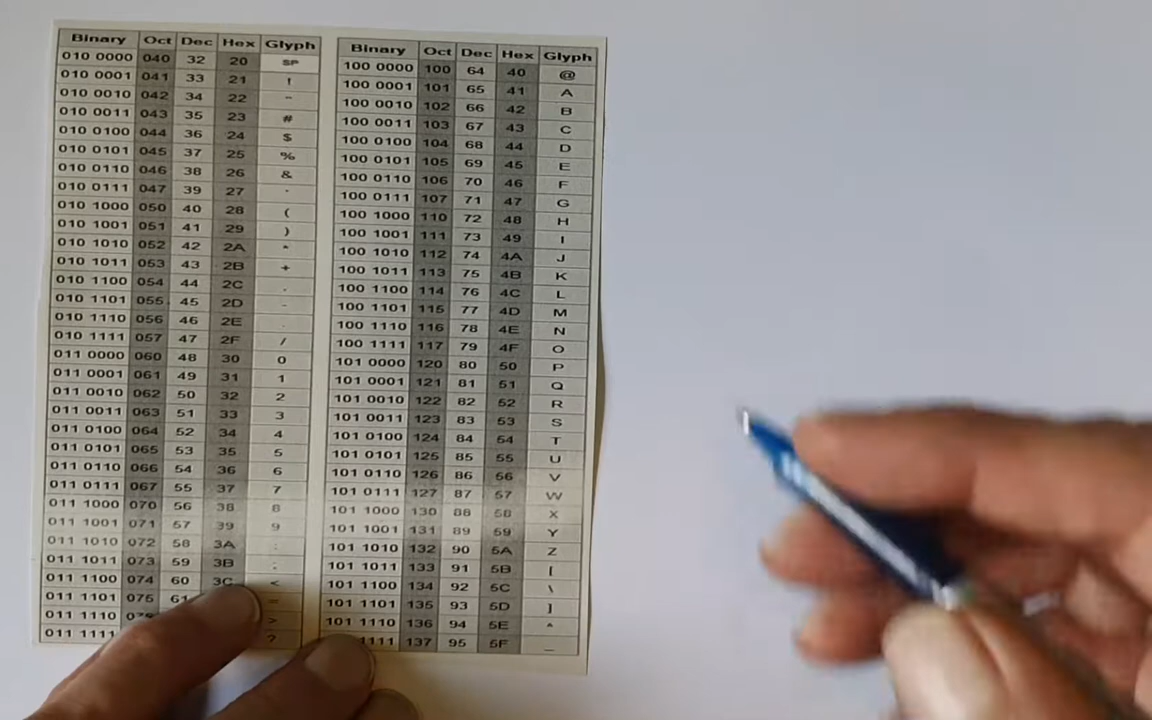 Binary Oct Dec Hex Glyph
010 0000 040 32 20 SP
010 0001 041 33 21 !
010 0010 042 34 22 "
010 0011 043 35 23 #
010 0100 044 36 24 $
010 0101 045 37 25 %
010 0110 046 38 26 &
010 0111 047 39 27 '
010 1000 050 40 28 (
010 1001 051 41 29 )
010 1010 052 42 2A *
010 1011 053 43 2B +
010 1100 054 44 2C ,
010 1101 055 45 2D -
010 1110 056 46 2E .
010 1111 057 47 2F /
011 0000 060 48 30 0
011 0001 061 49 31 1
011 0010 062 50 32 2
011 0011 063 51 33 3
011 0100 064 52 34 4
011 0101 065 53 35 5
011 0110 066 54 36 6
011 0111 067 55 37 7
011 1000 070 56 38 8
011 1001 071 57 39 9
011 1010 072 58 3A :
011 1011 073 59 3B ;
011 1100 074 60 3C <
011 1101 075 61 =
011 1110 >
011 1111 ?
Binary Oct Dec Hex Glyph
100 0000 100 64 40 @
100 0001 101 65 41 A
100 0010 102 66 42 B
100 0011 103 67 43 C
100 0100 104 68 44 D
100 0101 105 69 45 E
100 0110 106 70 46 F
100 0111 107 71 47 G
100 1000 110 72 48 H
100 1001 111 73 49 I
100 1010 112 74 4A J
100 1011 113 75 4B K
100 1100 114 76 4C L
100 1101 115 77 4D M
100 1110 116 78 4E N
100 1111 117 79 4F O
101 0000 120 80 50 P
101 0001 121 81 51 Q
101 0010 122 82 52 R
101 0011 123 83 53 S
101 0100 124 84 54 T
101 0101 125 85 55 U
101 0110 126 86 56 V
101 0111 127 87 57 W
101 1000 130 88 58 X
101 1001 131 89 59 Y
101 1010 132 90 5A Z
101 1011 133 91 5B [
101 1100 134 92 5C \
101 1101 135 93 5D ]
101 1110 136 94 5E ^
1111 137 95 5F _